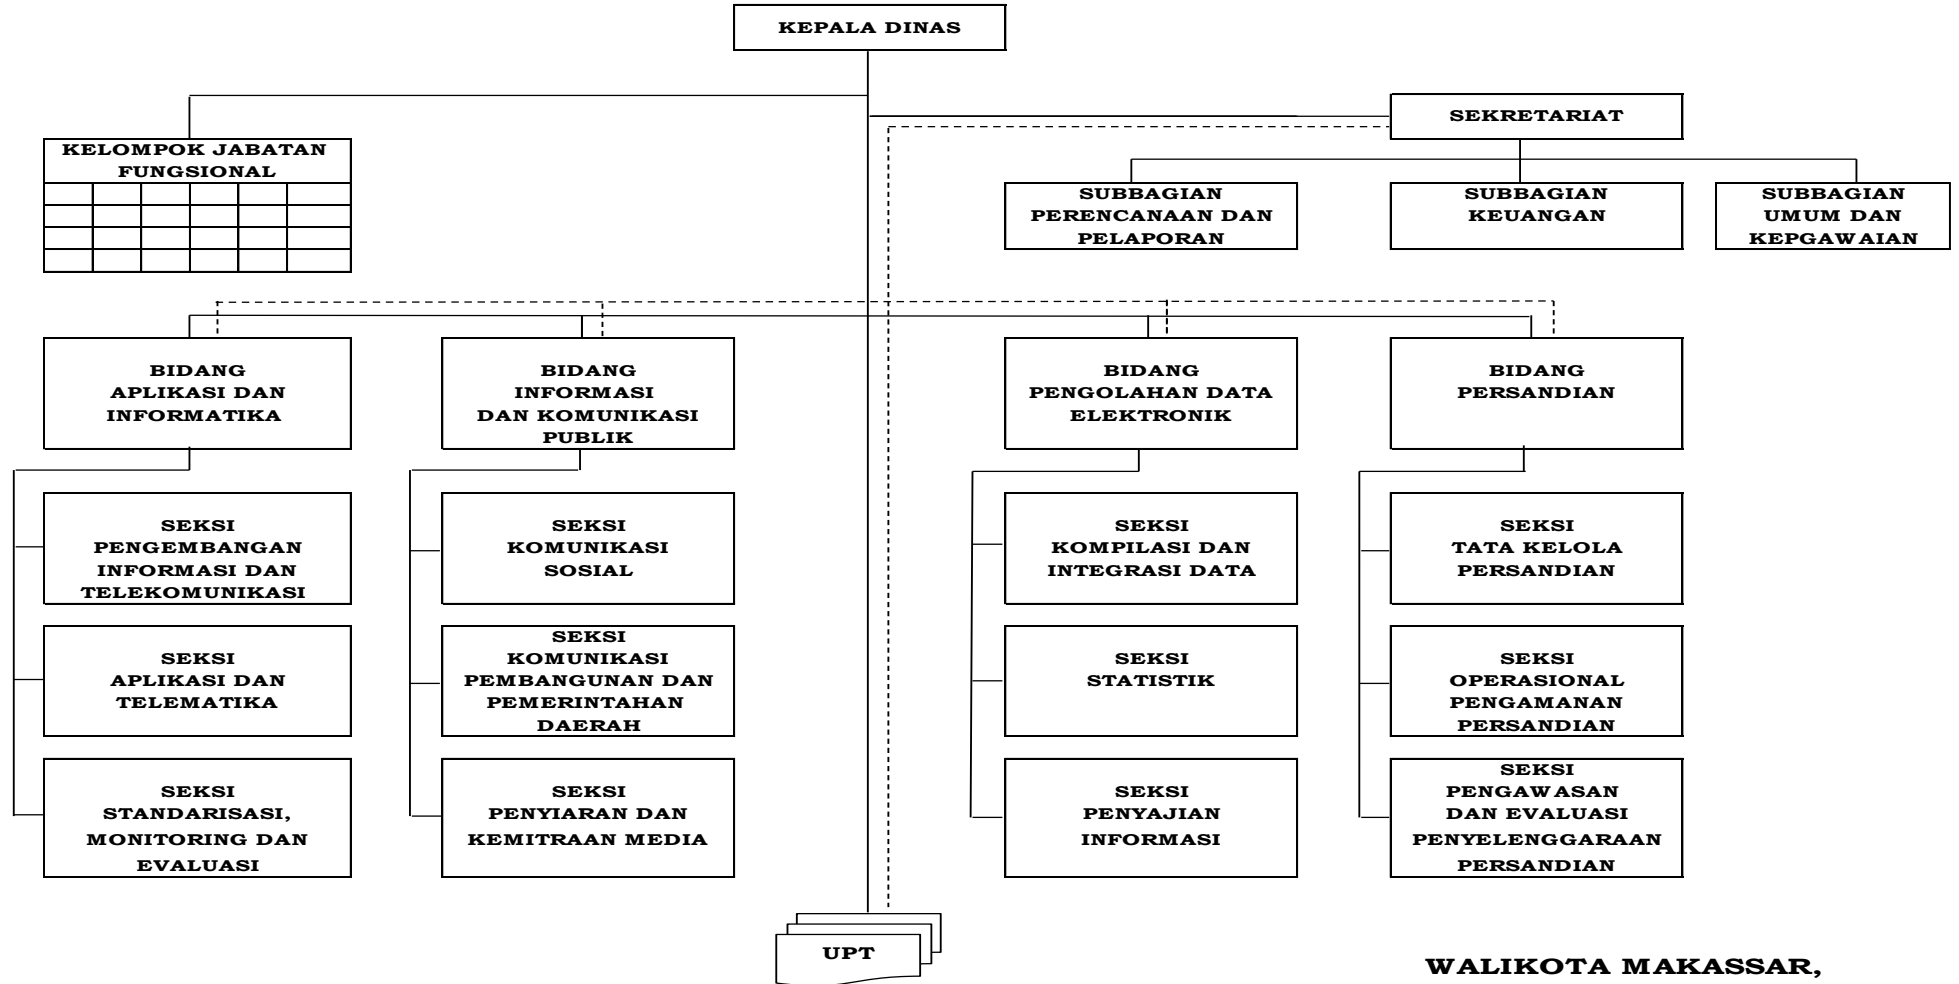 KEPALA DINAS
SEKRETARIAT
KELOMPOK JABATAN
FUNGSIONAL
SUBBAGIAN
PERENCANAAN DAN
PELAPORAN
SUBBAGIAN
KEUANGAN
SUBBAGIAN
UMUM DAN
KEPGAWAIAN
BIDANG
APLIKASI DAN
INFORMATIKA
BIDANG
INFORMASI
DAN KOMUNIKASI
PUBLIK
BIDANG
PENGOLAHAN DATA
ELEKTRONIK
BIDANG
PERSANDIAN
SEKSI
PENGEMBANGAN
INFORMASI DAN
TELEKOMUNIKASI
SEKSI
KOMUNIKASI
SOSIAL
SEKSI
KOMPILASI DAN
INTEGRASI DATA
SEKSI
TATA KELOLA
PERSANDIAN
SEKSI
APLIKASI DAN
TELEMATIKA
SEKSI
KOMUNIKASI
PEMBANGUNAN DAN
PEMERINTAHAN
DAERAH
SEKSI
STATISTIK
SEKSI
OPERASIONAL
PENGAMANAN
PERSANDIAN
SEKSI
STANDARISASI,
MONITORING DAN
EVALUASI
SEKSI
PENYIARAN DAN
KEMITRAAN MEDIA
SEKSI
PENYAJIAN
INFORMASI
SEKSI
PENGAWASAN
DAN EVALUASI
PENYELENGGARAAN
PERSANDIAN
UPT
WALIKOTA MAKASSAR,